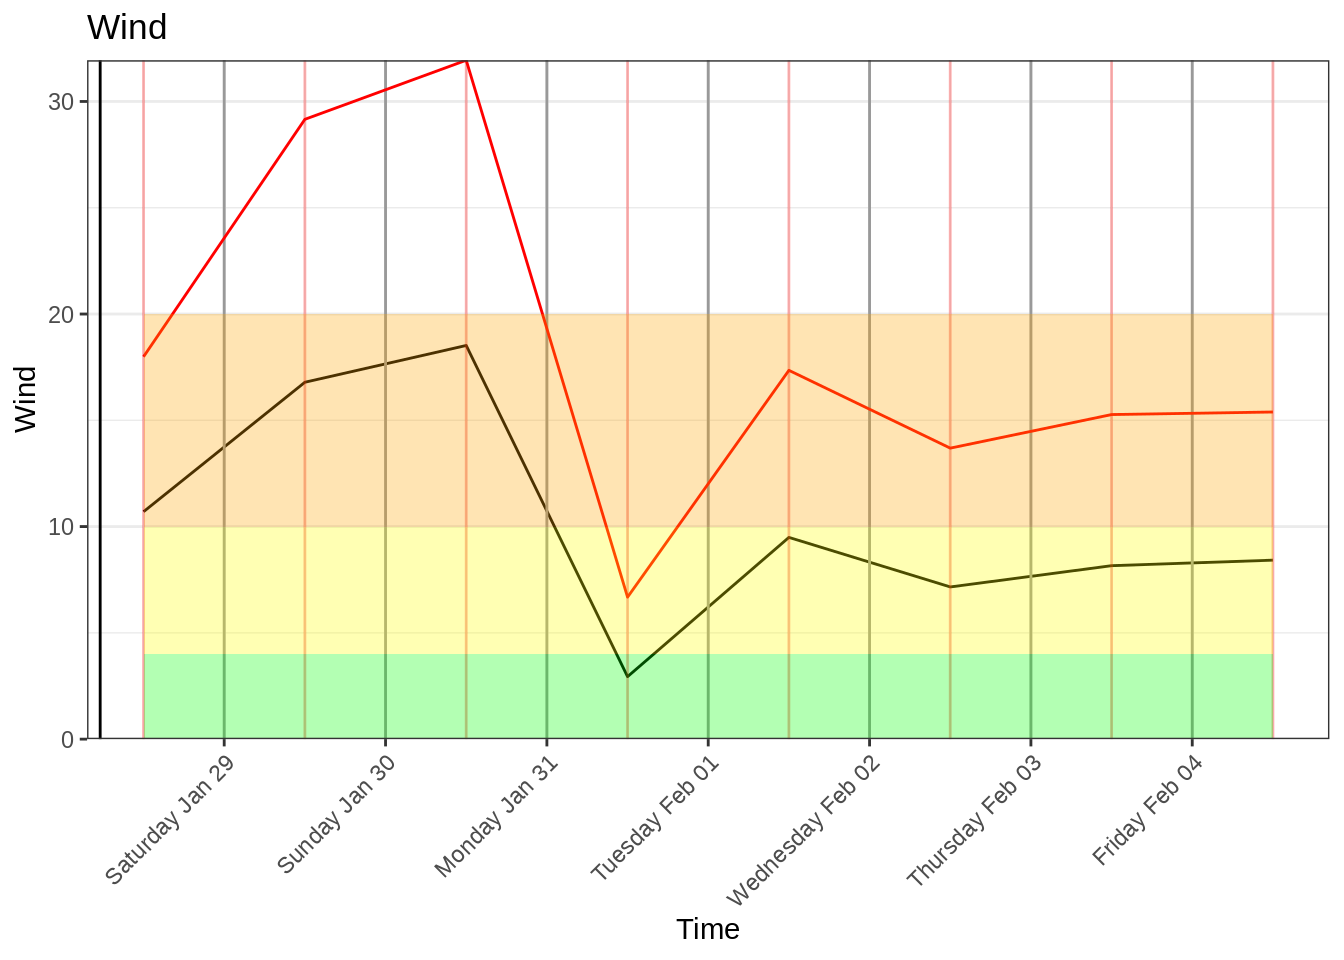 Wind
Wind
30
20
10
0
Saturday Jan 29
Sunday Jan 30
Monday Jan 31
Tuesday Feb 01
Wednesday Feb 02
Thursday Feb 03
Friday Feb 04
Time